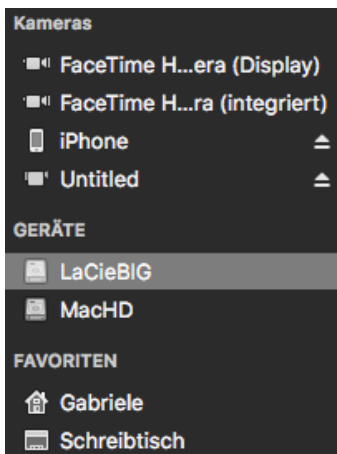 Kameras
FaceTime H...era (Display)
FaceTime H...ra (integriert)
iPhone
Untitled
GERÄTE
LaCieBIG
MacHD
FAVORITEN
Gabriele
Schreibtisch